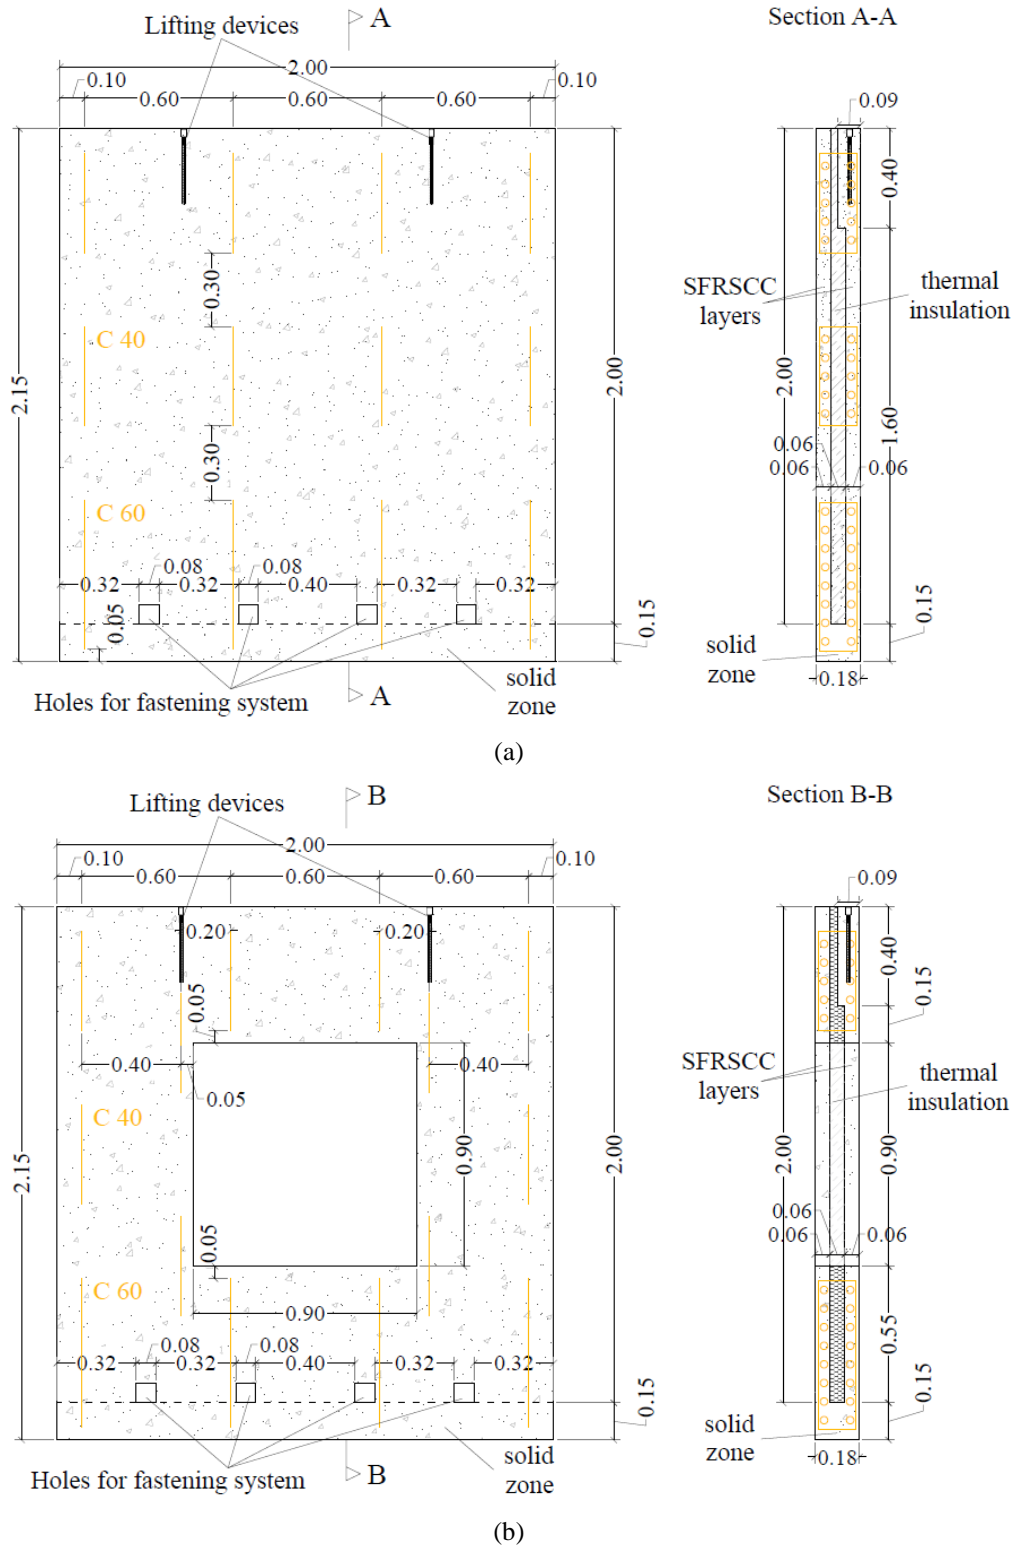 Lifting devices
A
Section A-A
2.00
0.10
0.10
0.60
0.60
0.60
0.09
0.40
0.30
SFRSCC
layers
thermal
insulation
C 40
2.15
2.00
2.00
1.60
0.30
0.06
0.06
0.06
C 60
0.08
0.08
0.32
0.32
0.40
0.32
0.32
0.05
0.15
0.15
solid
zone
solid
zone
Holes for fastening system
A
0.18
(a)
Lifting devices
B
Section B-B
2.00
0.10
0.10
0.60
0.60
0.60
0.09
0.20
0.20
0.40
0.15
0.05
0.40
0.40
0.05
SFRSCC
layers
thermal
insulation
C 40
0.90
2.15
2.00
2.00
0.90
0.06
0.06
0.06
0.05
C 60
0.90
0.55
0.08
0.08
0.32
0.32
0.40
0.32
0.32
0.15
0.15
solid
zone
solid
zone
Holes for fastening system
B
0.18
(b)